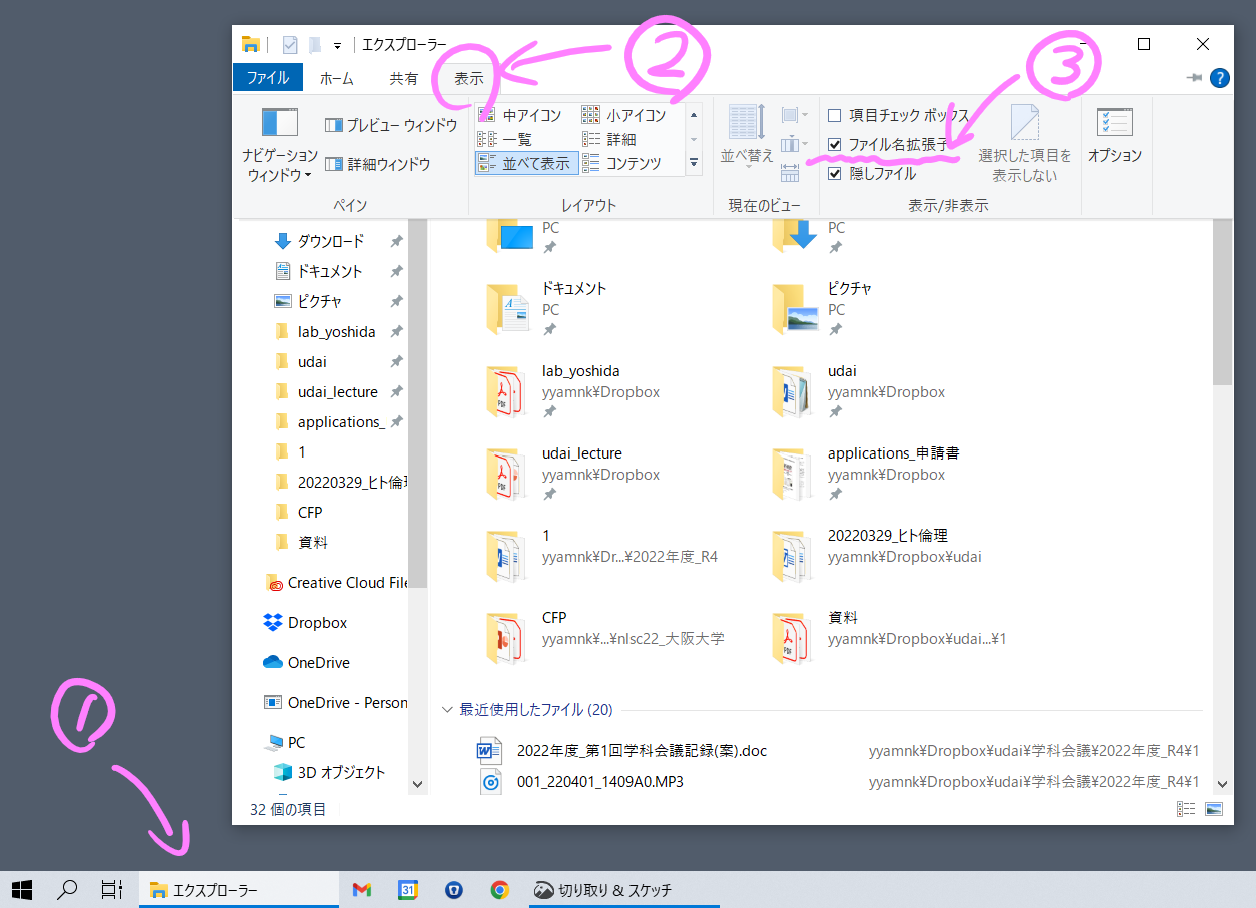 エクスプローラー
②
③
ファイル ホーム 共有 表示
ナビゲーション
ウィンドウ
プレビュー ウィンドウ
詳細ウィンドウ
ペイン
中アイコン 小アイコン
一覧 詳細
並べて表示 コンテンツ
レイアウト
並べ替え
現在のビュー
項目チェック ボックス
ファイル名拡張子
隠しファイル
選択した項目を
表示しない
表示/非表示
オプション
ダウンロード
ドキュメント
ピクチャ
lab_yoshida
udai
udai_lecture
applications_
1
20220329_ヒト倫理
CFP
資料
Creative Cloud File
Dropbox
OneDrive
OneDrive - Person
PC
3D オブジェクト
PC
PC
ドキュメント
PC
ピクチャ
PC
lab_yoshida
yyamnk¥Dropbox
udai
yyamnk¥Dropbox
udai_lecture
yyamnk¥Dropbox
applications_申請書
yyamnk¥Dropbox
1
yyamnk¥Dr...¥2022年度_R4
20220329_ヒト倫理
yyamnk¥Dropbox¥udai
CFP
yyamnk¥...¥nlsc22_大阪大学
資料
yyamnk¥Dropbox¥udai...¥1
最近使用したファイル (20)
2022年度_第1回学科会議記録(案).doc yyamnk¥Dropbox¥udai¥学科会議¥2022年度_R4¥1
001_220401_1409A0.MP3 yyamnk¥Dropbox¥udai¥学科会議¥2022年度_R4¥1
32 個の項目
①
エクスプローラー 31 切り取り & スケッチ